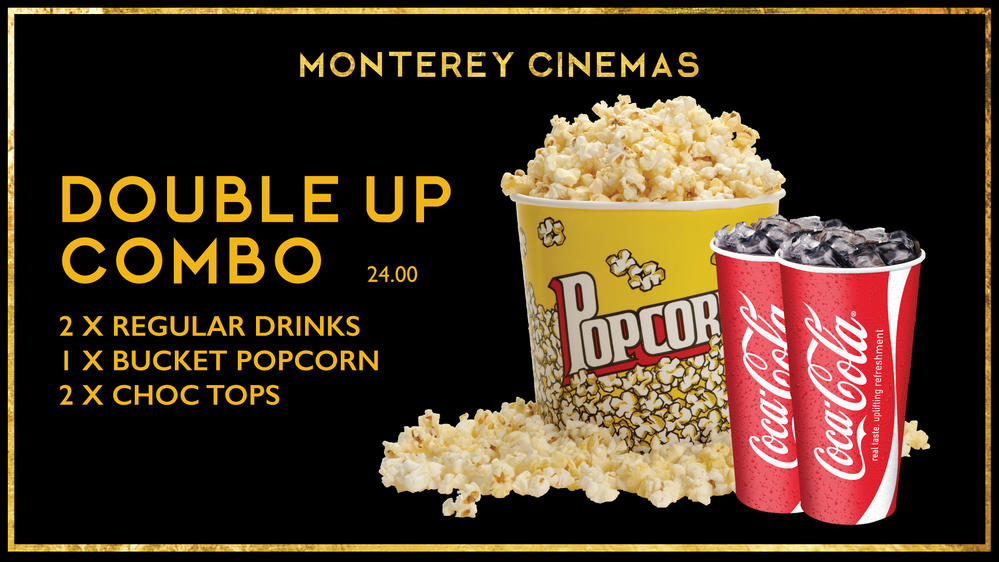 MONTEREY CINEMAS
DOUBLE UP
COMBO 24.00
2 X REGULAR DRINKS
1 X BUCKET POPCORN
2 X CHOC TOPS
POPCOR
Coca-Cola
Coca-Cola®
real taste. uplifting refreshment